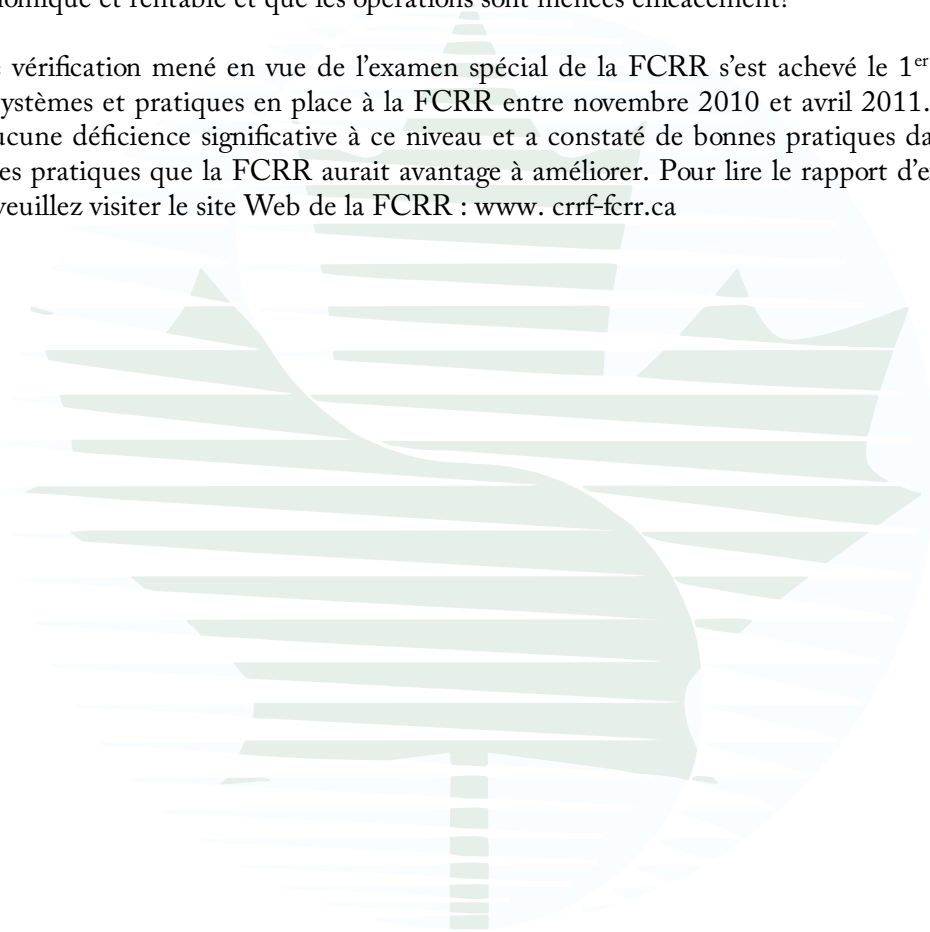 nomique et rentable et que les opérations sont menées efficacement!
vérification mené en vue de l'examen spécial de la FCRR s'est achevé le 1er
ystèmes et pratiques en place à la FCRR entre novembre 2010 et avril 2011.
ucune déficience significative à ce niveau et a constaté de bonnes pratiques da
es pratiques que la FCRR aurait avantage à améliorer. Pour lire le rapport d'e
veuillez visiter le site Web de la FCRR : www. crrf-fcrr.ca